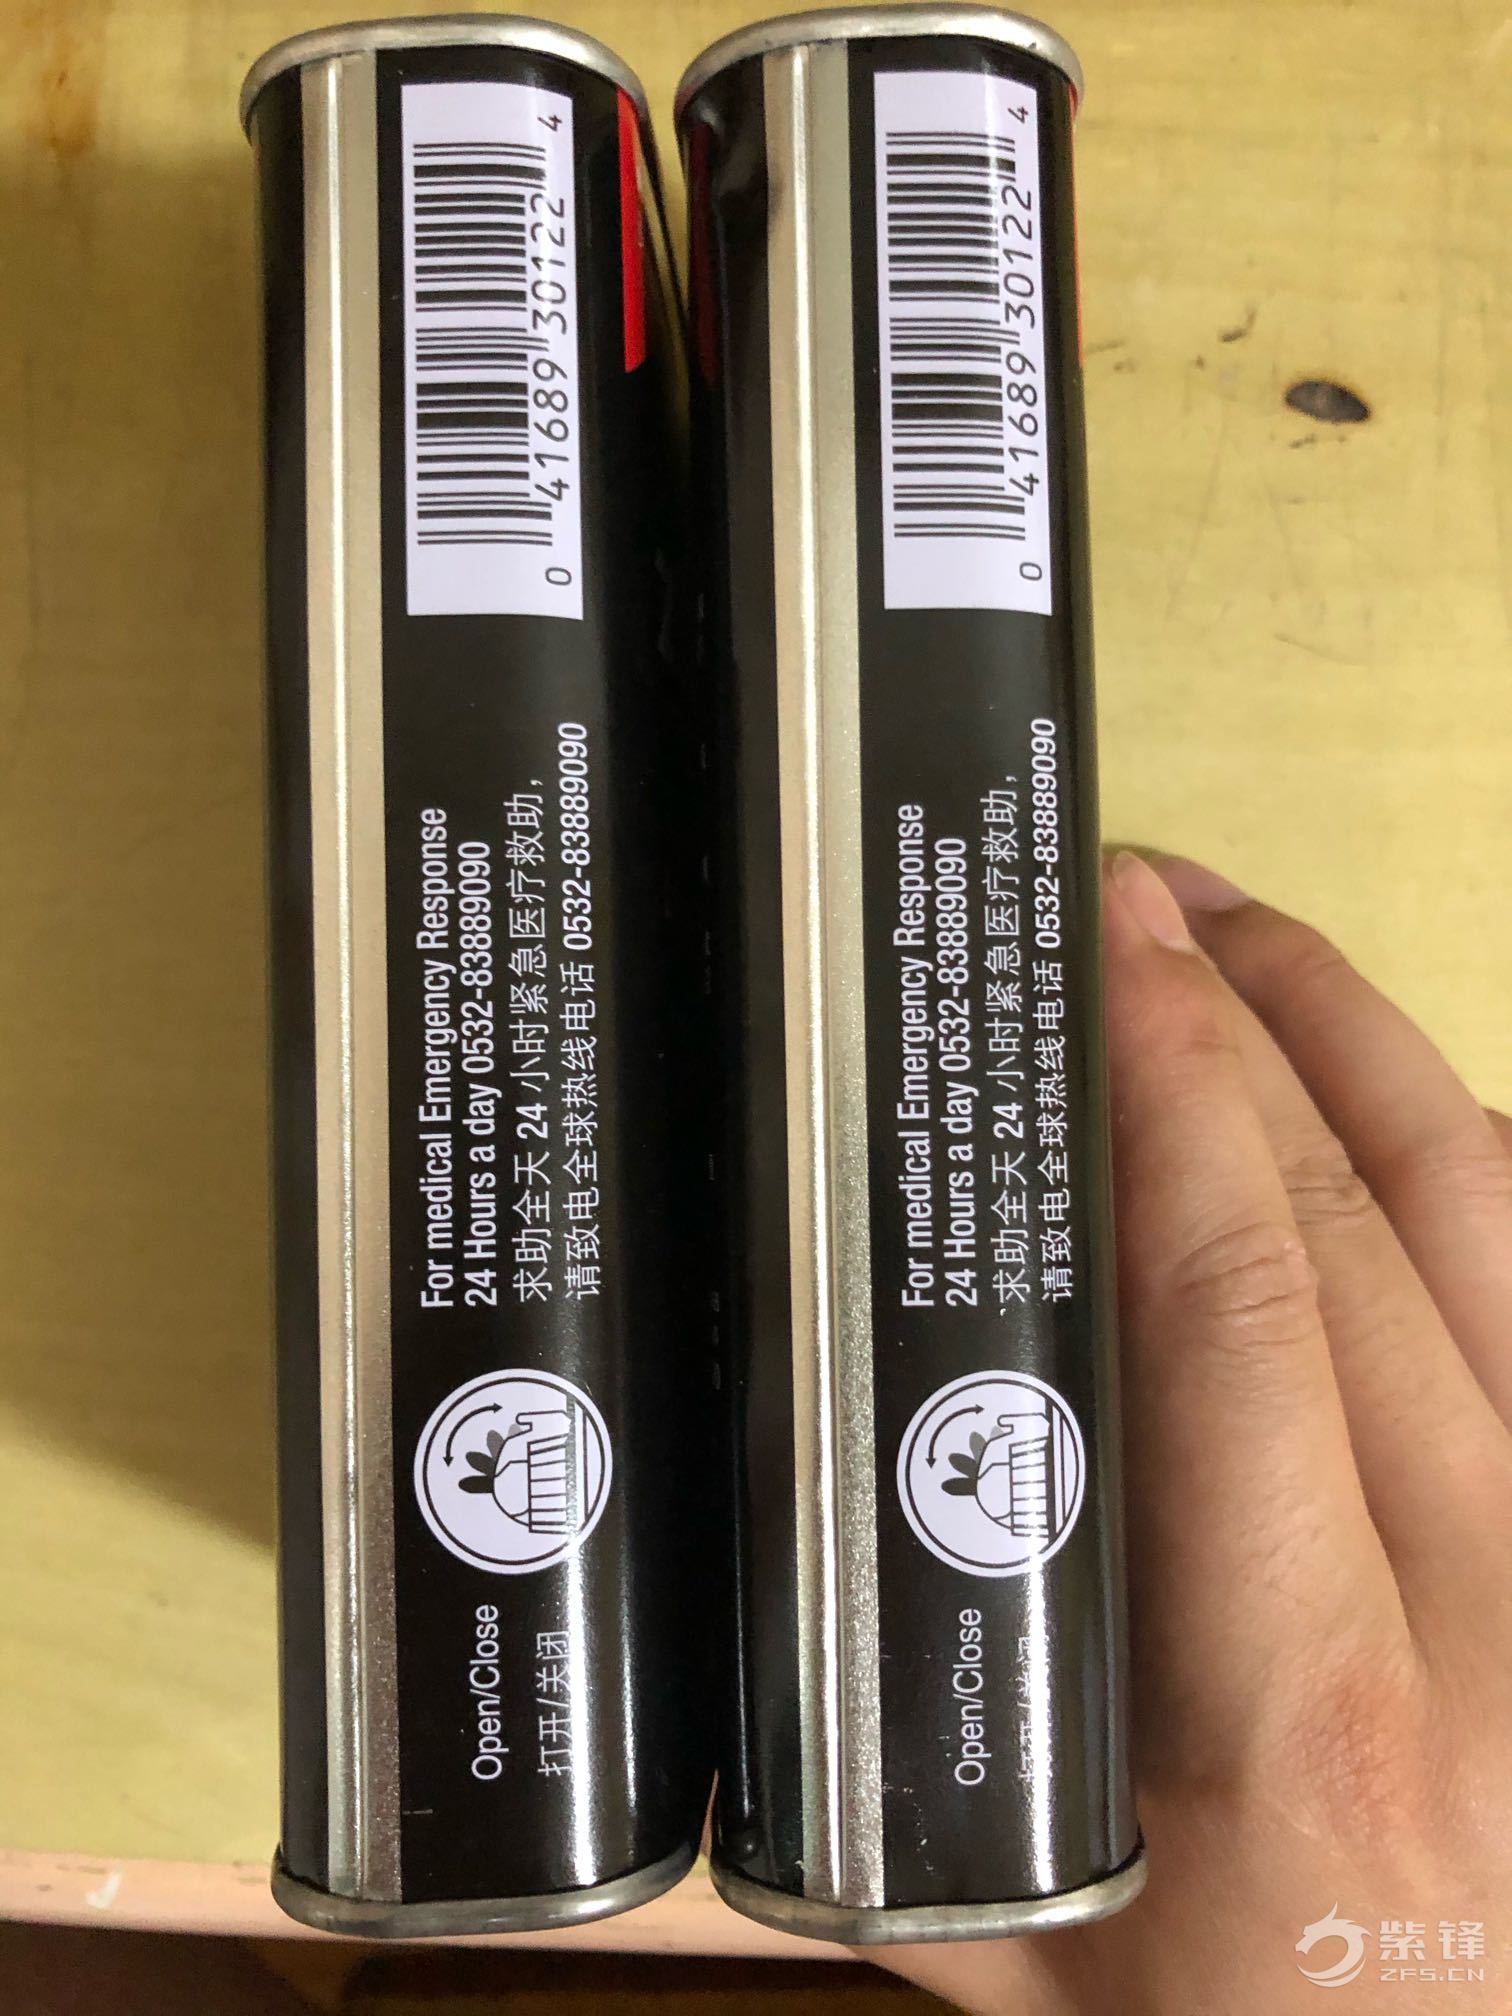 0 41689 30122 4
For medical Emergency Response
24 Hours a day 0532-83889090
求助全天 24 小时紧急医疗救助，
请致电全球热线电话 0532-83889090
Open/Close
打开/关闭
0 41689 30122 4
For medical Emergency Response
24 Hours a day 0532-83889090
求助全天 24 小时紧急医疗救助，
请致电全球热线电话 0532-83889090
Open/Close
打开/关闭
紫锋
ZFS.CN